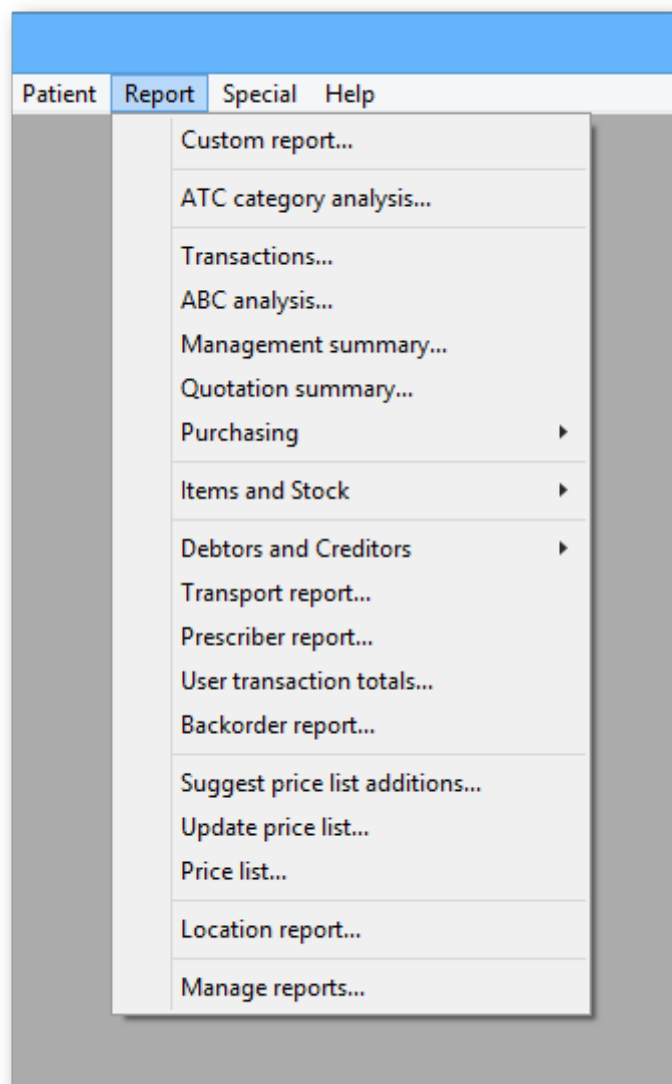 Patient Report Special Help
Custom report...
ATC category analysis...
Transactions...
ABC analysis...
Management summary...
Quotation summary...
Purchasing
Items and Stock
Debtors and Creditors
Transport report...
Prescriber report...
User transaction totals...
Backorder report...
Suggest price list additions...
Update price list...
Price list...
Location report...
Manage reports...